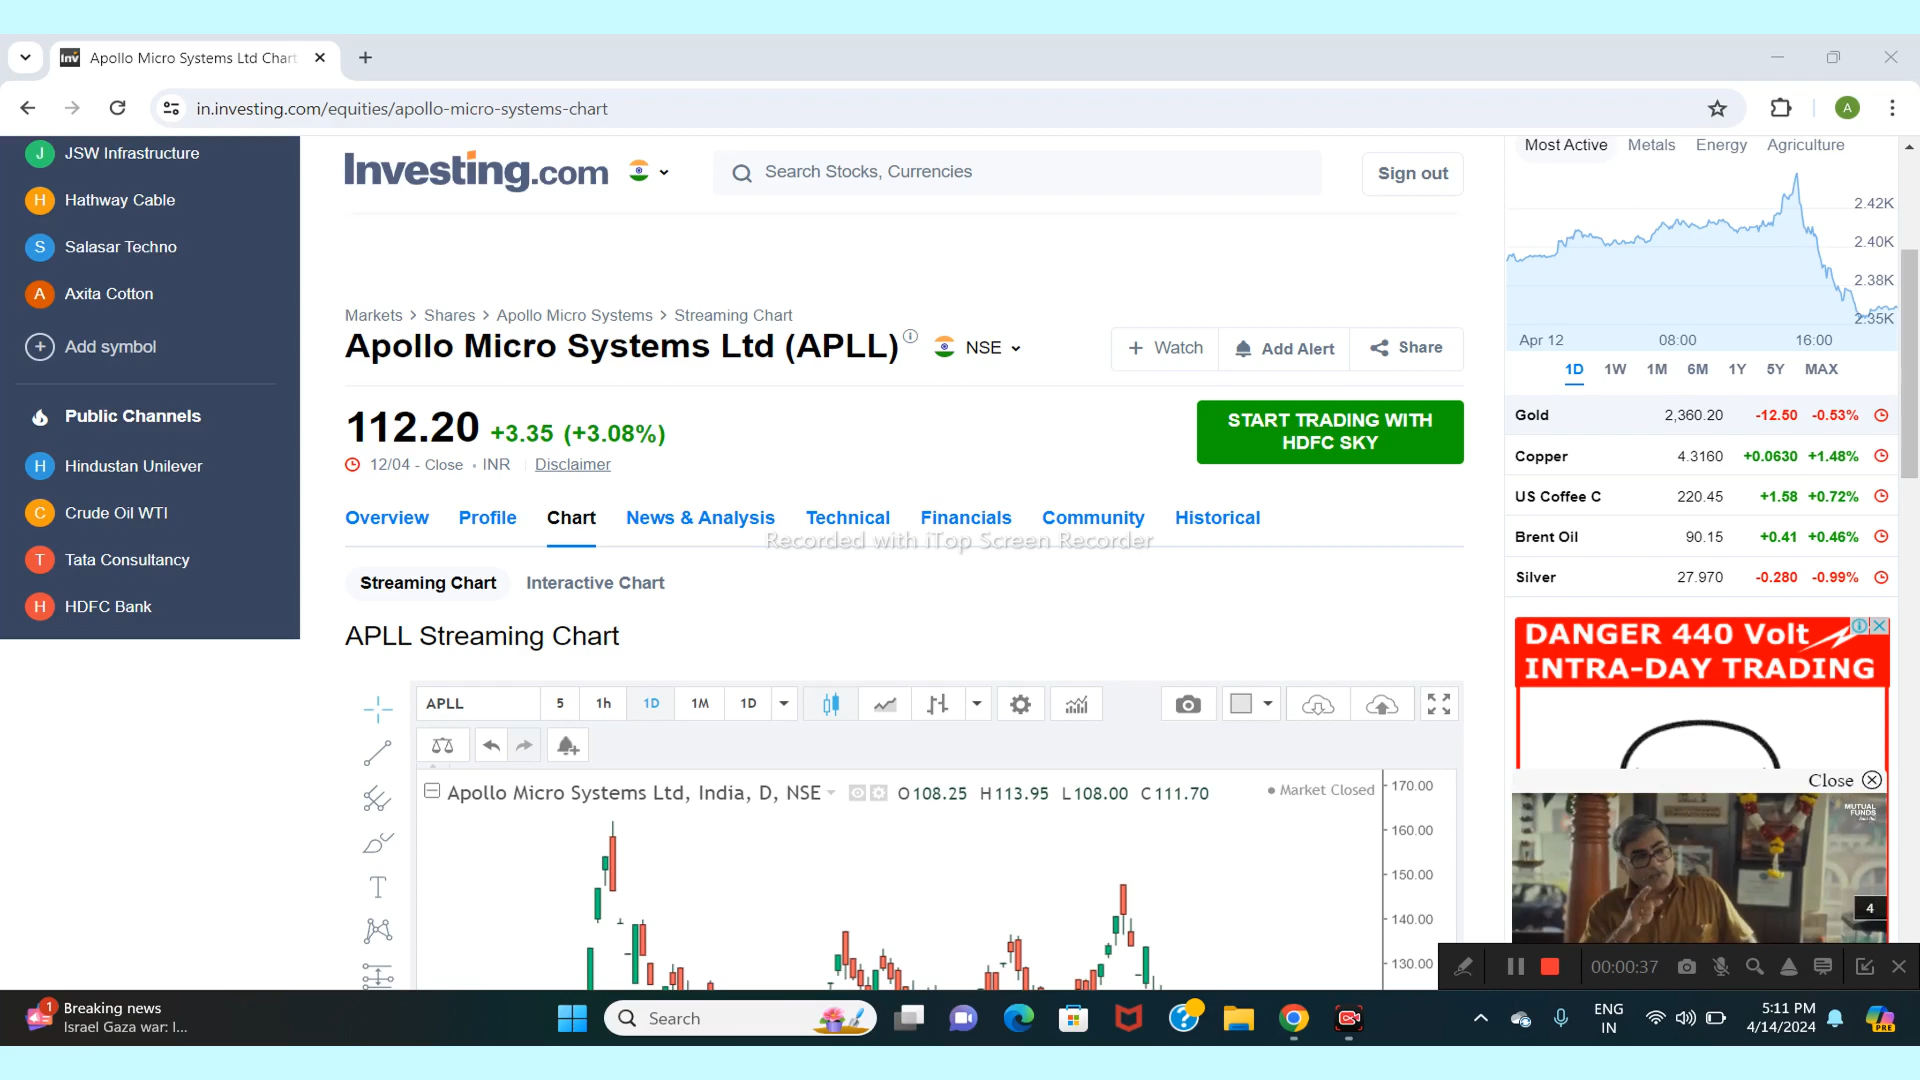 Apollo Micro Systems Ltd Chart
in.investing.com/equities/apollo-micro-systems-chart
A
J JSW Infrastructure
H Hathway Cable
S Salasar Techno
A Axita Cotton
Add symbol
Public Channels
H Hindustan Unilever
C Crude Oil WTI
T Tata Consultancy
H HDFC Bank
Investing.com
Search Stocks, Currencies
Sign out
Markets > Shares > Apollo Micro Systems > Streaming Chart
Apollo Micro Systems Ltd (APLL)
NSE
+ Watch
Add Alert
Share
112.20 +3.35 (+3.08%)
12/04 - Close • INR
Disclaimer
START TRADING WITH
HDFC SKY
Overview Profile Chart News & Analysis Technical Financials Community Historical
Recorded with iTop Screen Recorder
Streaming Chart Interactive Chart
APLL Streaming Chart
APLL 5 1h 1D 1M 1D
Apollo Micro Systems Ltd, India, D, NSE
O108.25 H113.95 L108.00 C111.70
Market Closed
170.00
160.00
150.00
140.00
130.00
Most Active Metals Energy Agriculture
2.42K
2.40K
2.38K
2.35K
Apr 12 08:00 16:00
1D 1W 1M 6M 1Y 5Y MAX
Gold 2,360.20 -12.50 -0.53%
Copper 4.3160 +0.0630 +1.48%
US Coffee C 220.45 +1.58 +0.72%
Brent Oil 90.15 +0.41 +0.46%
Silver 27.970 -0.280 -0.99%
DANGER 440 Volt
INTRA-DAY TRADING
Close
MUTUAL
FUNDS
4
00:00:37
1
Breaking news
Israel Gaza war: I...
Search
ENG
IN
5:11 PM
4/14/2024
PRE